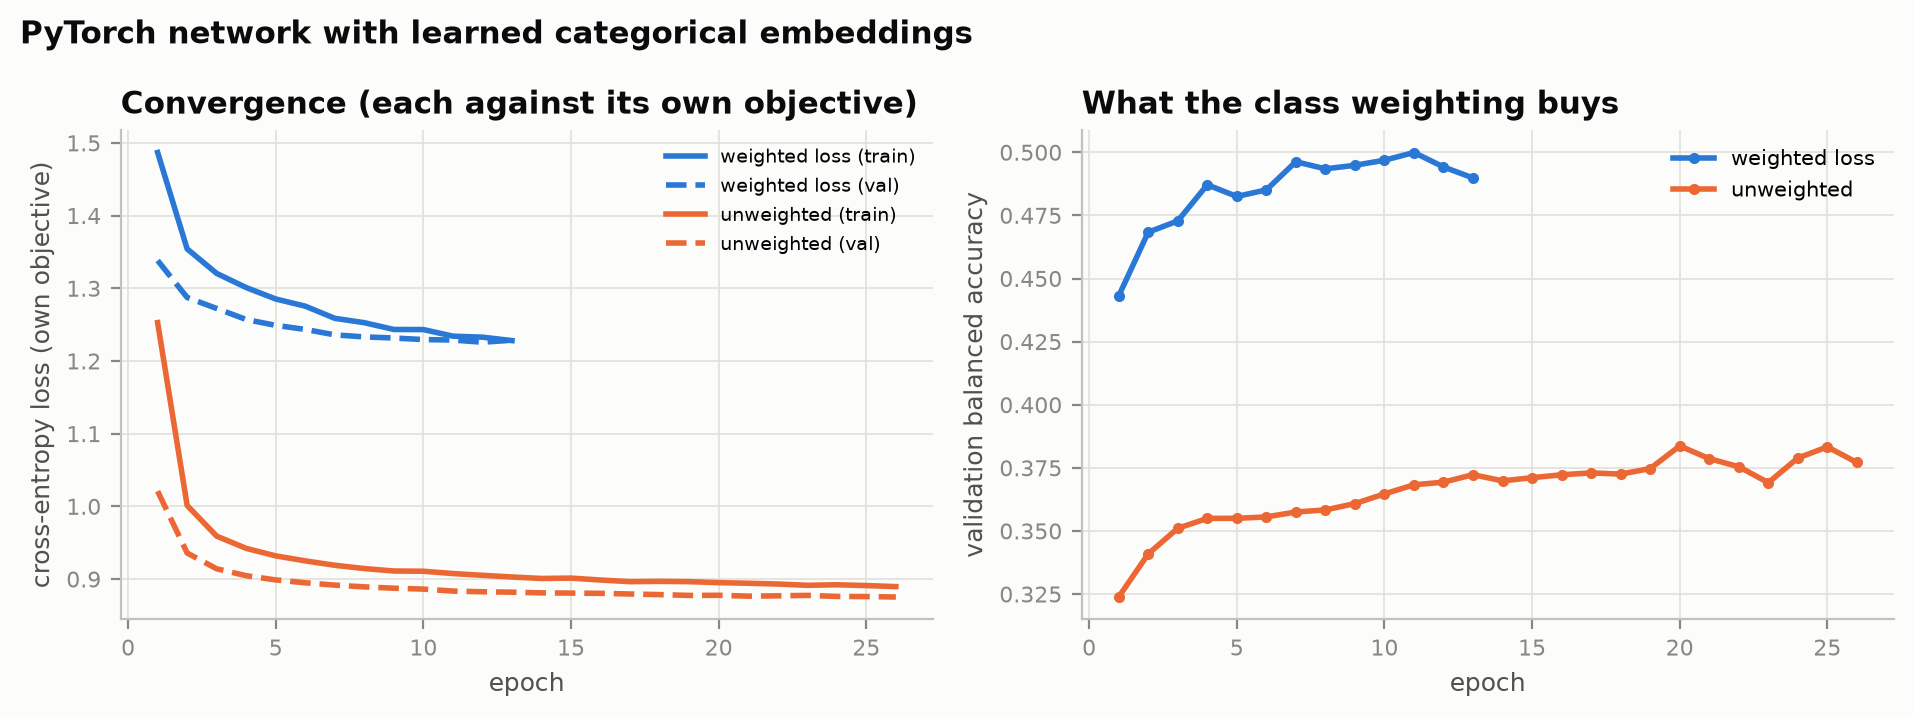 PyTorch network with learned categorical embeddings
Convergence (each against its own objective)
cross-entropy loss (own objective)
1.5
1.4
1.3
1.2
1.1
1.0
0.9
weighted loss (train)
weighted loss (val)
unweighted (train)
unweighted (val)
0 5 10 15 20 25
epoch
What the class weighting buys
validation balanced accuracy
0.500
0.475
0.450
0.425
0.400
0.375
0.350
0.325
weighted loss
unweighted
0 5 10 15 20 25
epoch